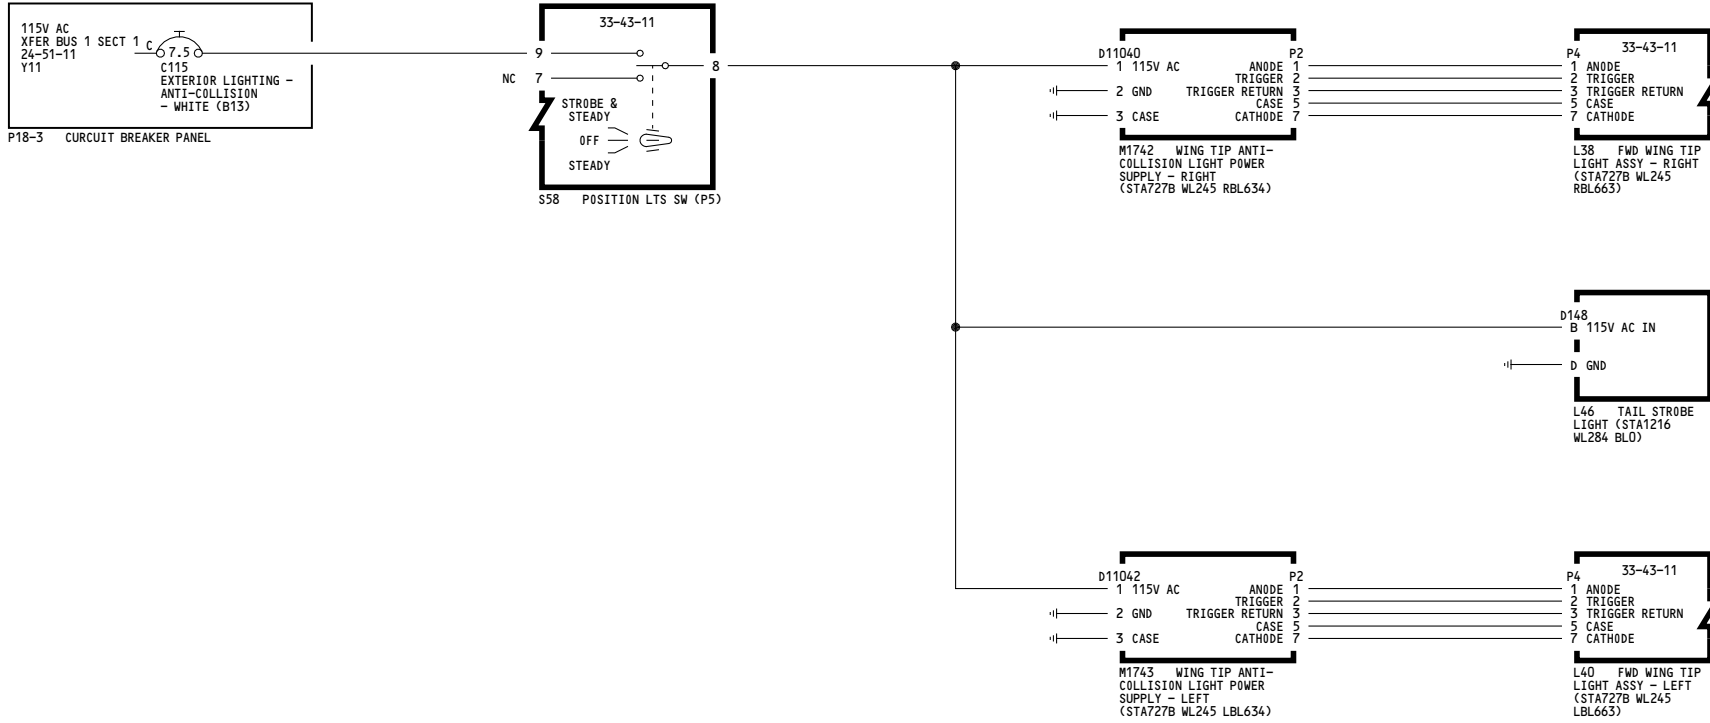 115V AC
XFER BUS 1 SECT 1
24-51-11
Y11
C
7.5
C115
EXTERIOR LIGHTING -
ANTI-COLLISION
- WHITE (B13)
P18-3 CURCUIT BREAKER PANEL
33-43-11
9
8
NC 7
STROBE &
STEADY
OFF
STEADY
S58 POSITION LTS SW (P5)
D11040
1 115V AC
2 GND
3 CASE
P2
ANODE 1
TRIGGER 2
TRIGGER RETURN 3
CASE 5
CATHODE 7
M1742 WING TIP ANTI-
COLLISION LIGHT POWER
SUPPLY - RIGHT
(STA727B WL245 RBL634)
P4
33-43-11
1 ANODE
2 TRIGGER
3 TRIGGER RETURN
5 CASE
7 CATHODE
L38 FWD WING TIP
LIGHT ASSY - RIGHT
(STA727B WL245
RBL663)
D148
B 115V AC IN
D GND
L46 TAIL STROBE
LIGHT (STA1216
WL284 BL0)
D11042
1 115V AC
2 GND
3 CASE
P2
ANODE 1
TRIGGER 2
TRIGGER RETURN 3
CASE 5
CATHODE 7
M1743 WING TIP ANTI-
COLLISION LIGHT POWER
SUPPLY - LEFT
(STA727B WL245 LBL634)
P4
33-43-11
1 ANODE
2 TRIGGER
3 TRIGGER RETURN
5 CASE
7 CATHODE
L40 FWD WING TIP
LIGHT ASSY - LEFT
(STA727B WL245
LBL663)